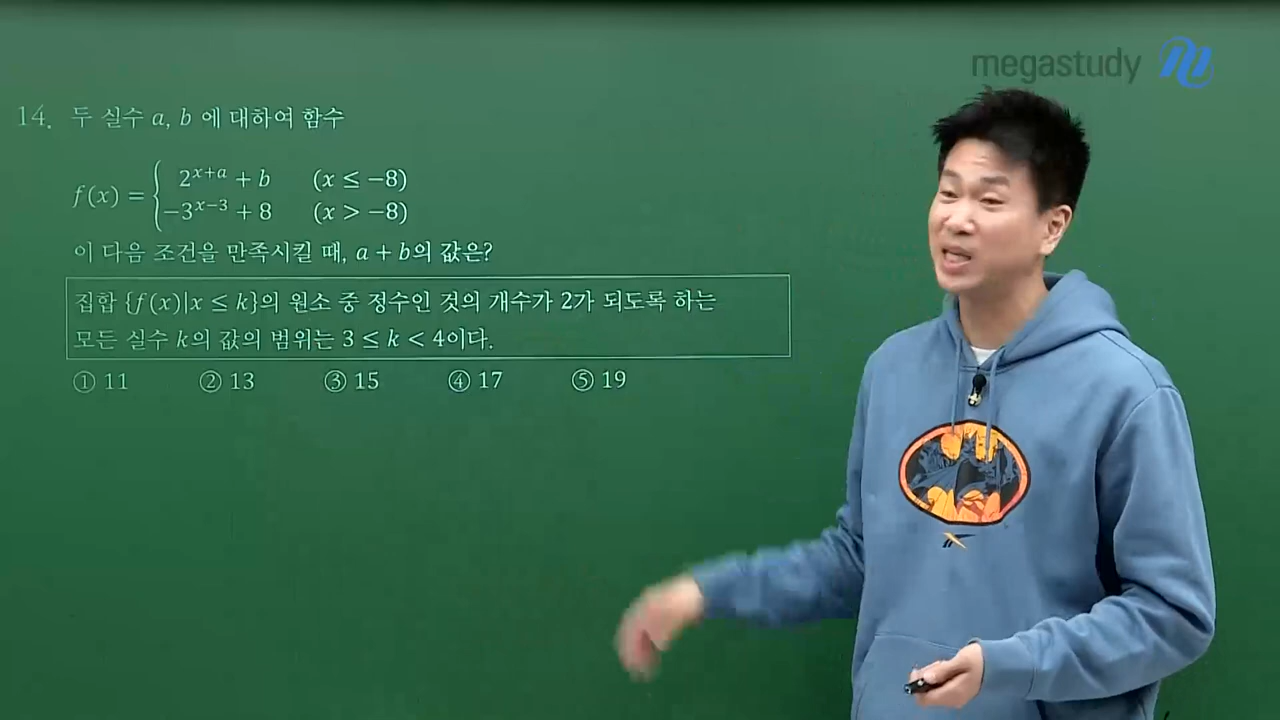 megastudy
14. 두 실수 a, b 에 대하여 함수
f(x) = { 2^{x+a} + b (x ≤ −8)
−3^{x−3} + 8 (x > −8)
이 다음 조건을 만족시킬 때, a + b의 값은?
집합 {f(x)|x ≤ k}의 원소 중 정수인 것의 개수가 2가 되도록 하는
모든 실수 k의 값의 범위는 3 ≤ k < 4이다.
① 11 ② 13 ③ 15 ④ 17 ⑤ 19